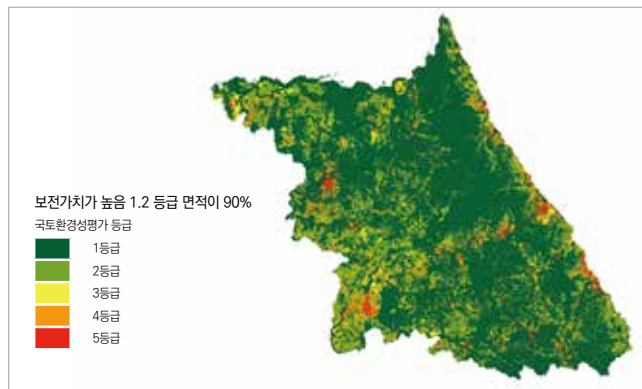 보전가치가 높음 1.2 등급 면적이 90%
국토환경성평가 등급
1등급
2등급
3등급
4등급
5등급